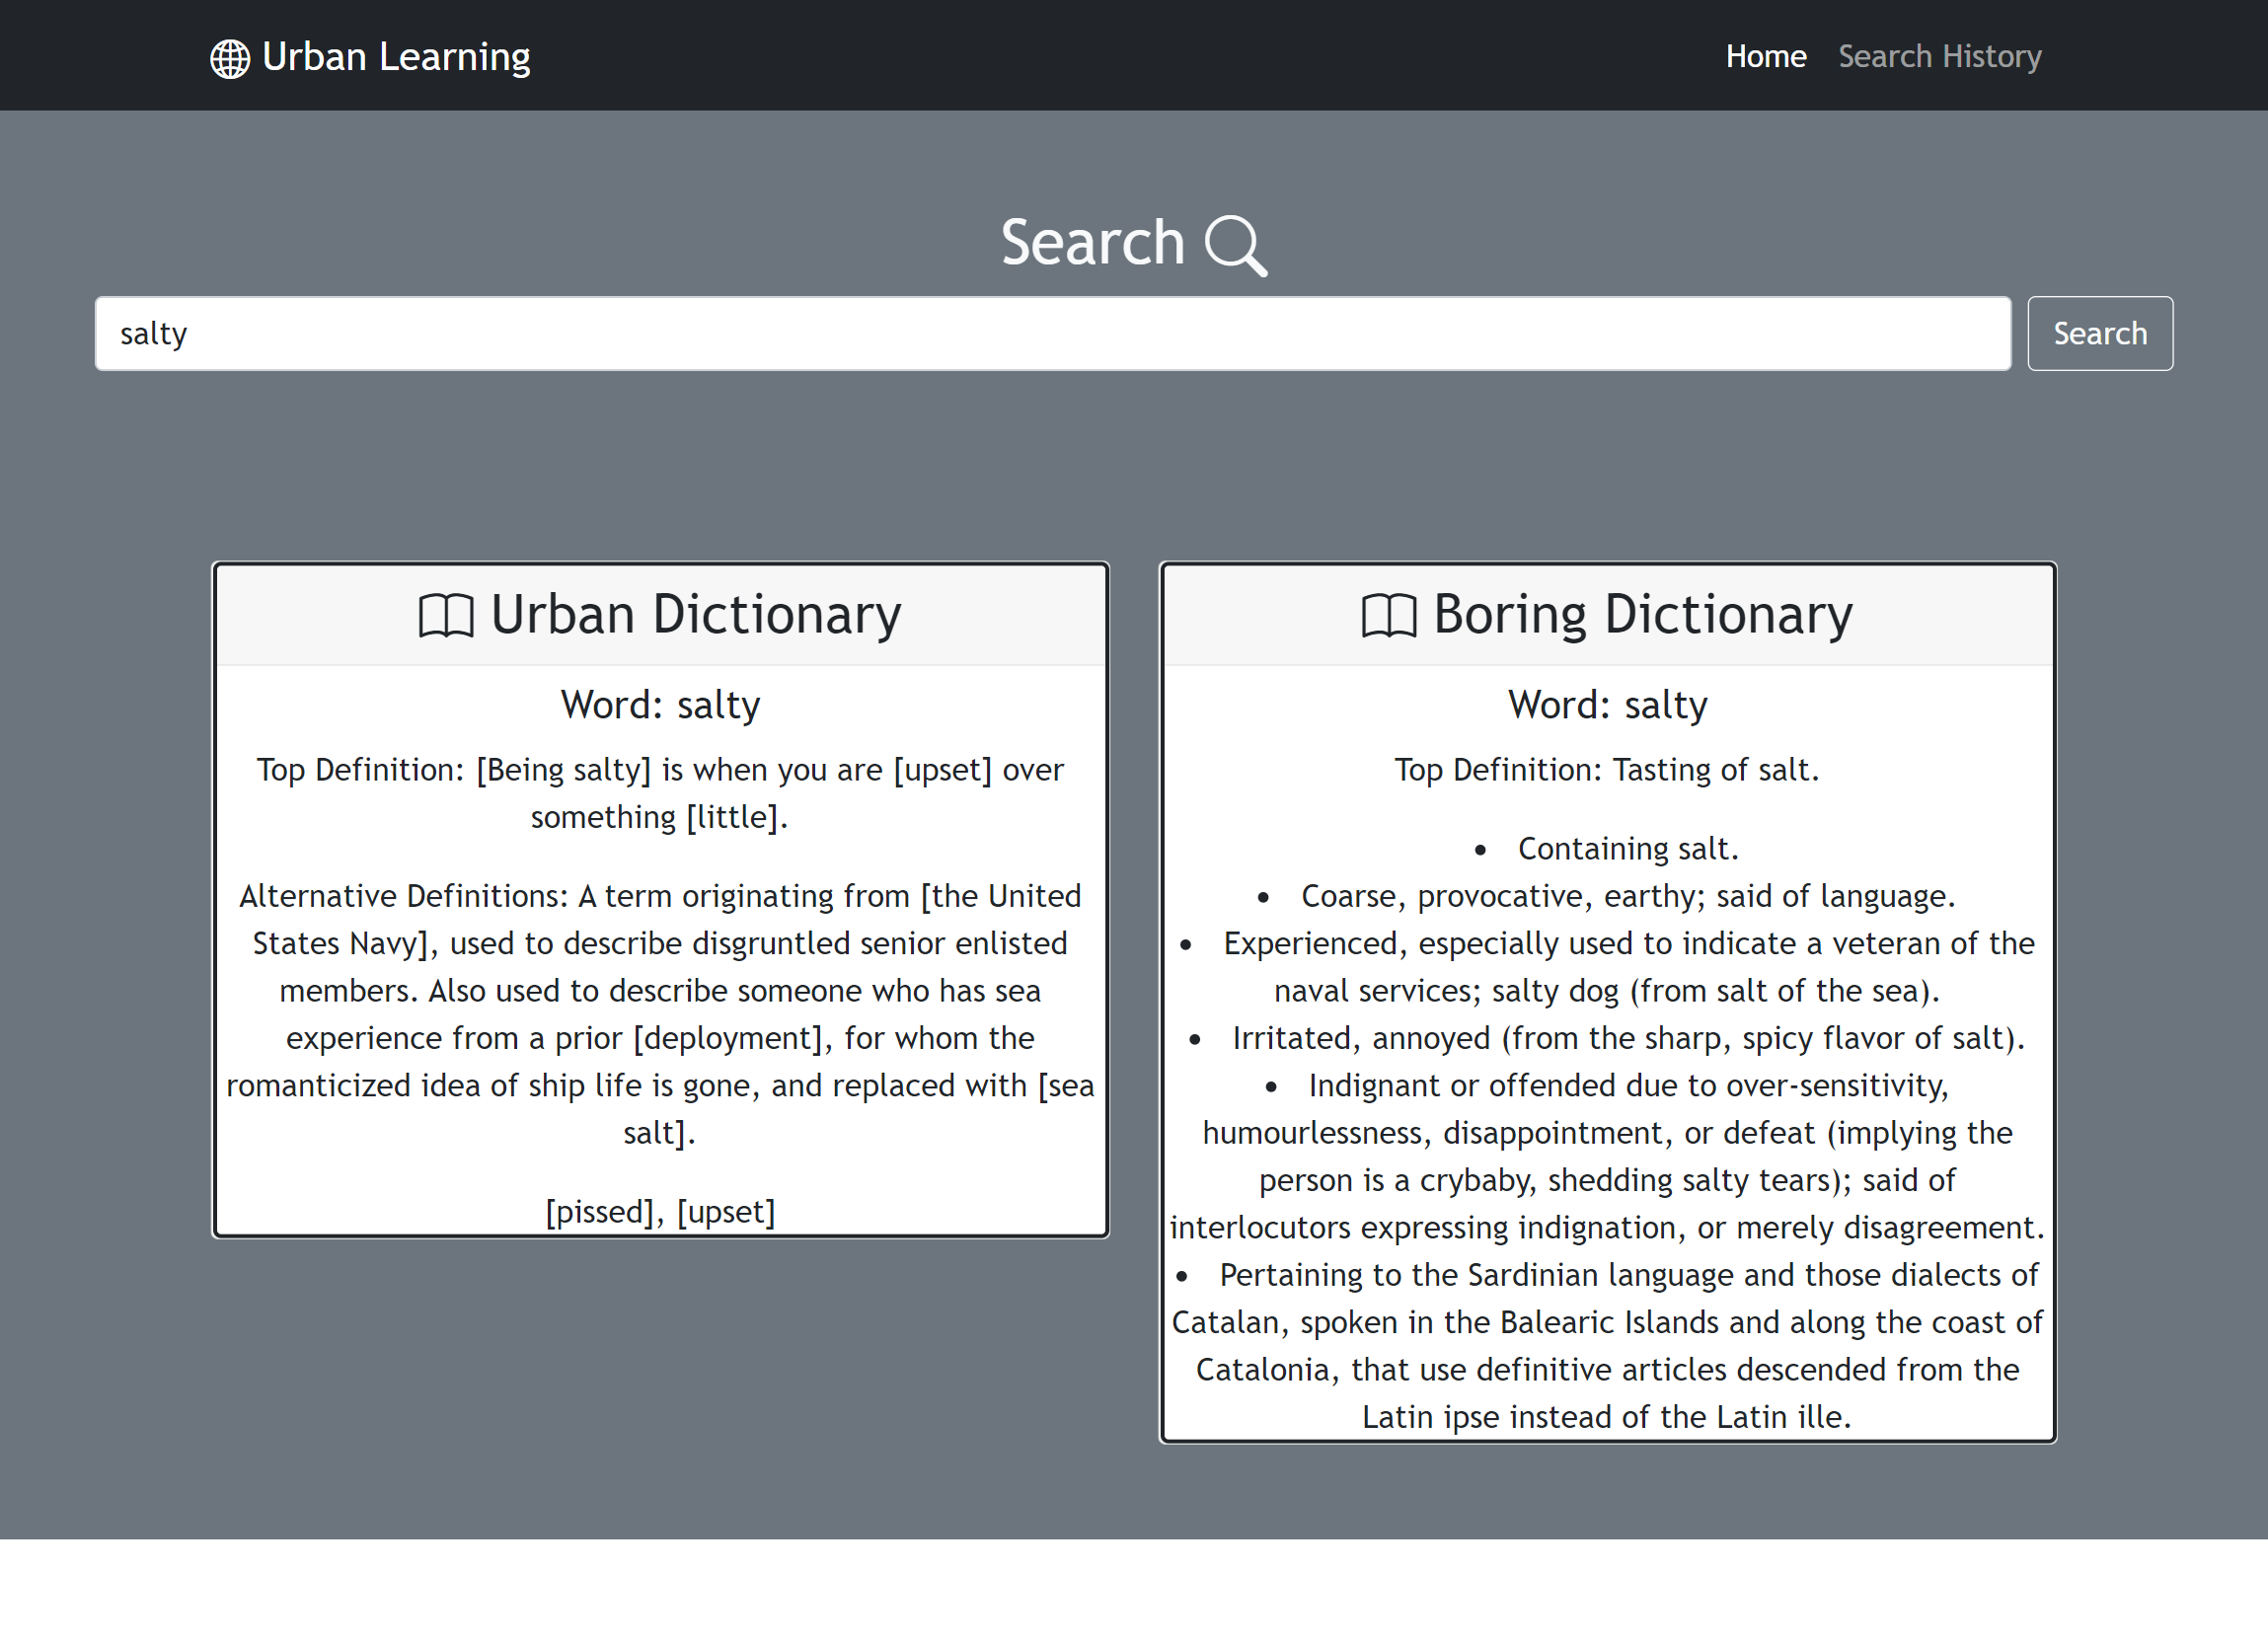 Urban Learning
Home Search History
Search
salty
Search
Urban Dictionary
Word: salty
Top Definition: [Being salty] is when you are [upset] over
something [little].
Alternative Definitions: A term originating from [the United
States Navy], used to describe disgruntled senior enlisted
members. Also used to describe someone who has sea
experience from a prior [deployment], for whom the
romanticized idea of ship life is gone, and replaced with [sea
salt].
[pissed], [upset]
Boring Dictionary
Word: salty
Top Definition: Tasting of salt.
• Containing salt.
• Coarse, provocative, earthy; said of language.
• Experienced, especially used to indicate a veteran of the
naval services; salty dog (from salt of the sea).
• Irritated, annoyed (from the sharp, spicy flavor of salt).
• Indignant or offended due to over-sensitivity,
humourlessness, disappointment, or defeat (implying the
person is a crybaby, shedding salty tears); said of
interlocutors expressing indignation, or merely disagreement.
• Pertaining to the Sardinian language and those dialects of
Catalan, spoken in the Balearic Islands and along the coast of
Catalonia, that use definitive articles descended from the
Latin ipse instead of the Latin ille.